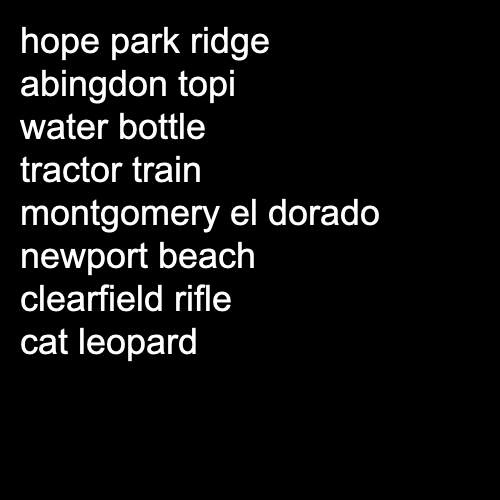 hope park ridge
abingdon topi
water bottle
tractor train
montgomery el dorado
newport beach
clearfield rifle
cat leopard